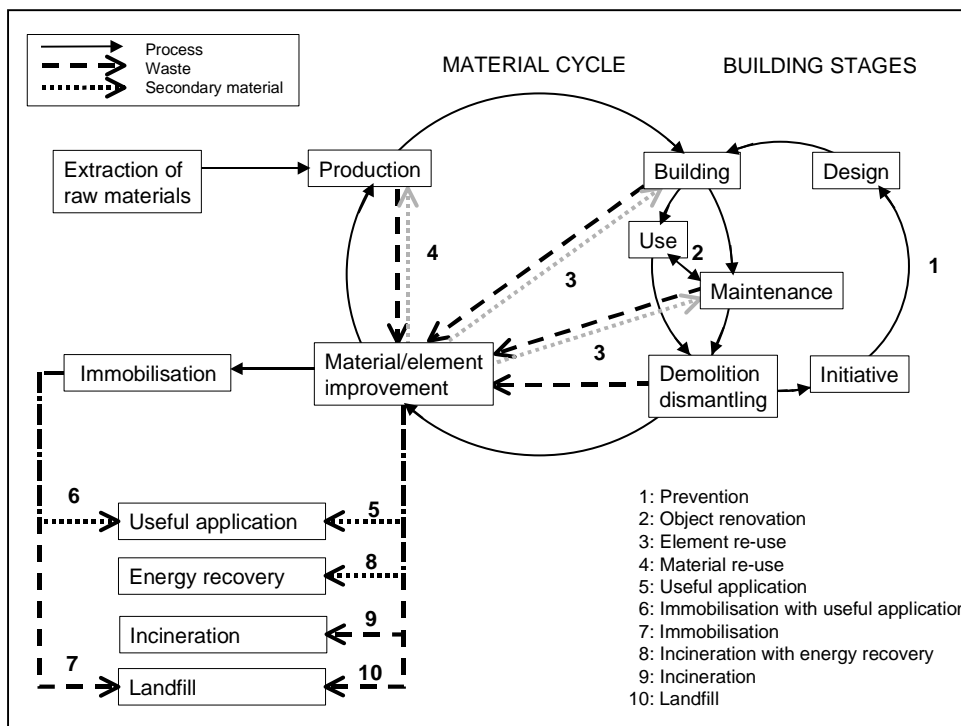 Process
Waste
Secondary material
MATERIAL CYCLE
BUILDING STAGES
Extraction of
raw materials
Production
Building
Design
Use
2
4
3
1
Maintenance
Immobilisation
Material/element
improvement
3
Demolition
dismantling
Initiative
6
Useful application
5
Energy recovery
8
Incineration
9
7
Landfill
10
1: Prevention
2: Object renovation
3: Element re-use
4: Material re-use
5: Useful application
6: Immobilisation with useful application
7: Immobilisation
8: Incineration with energy recovery
9: Incineration
10: Landfill